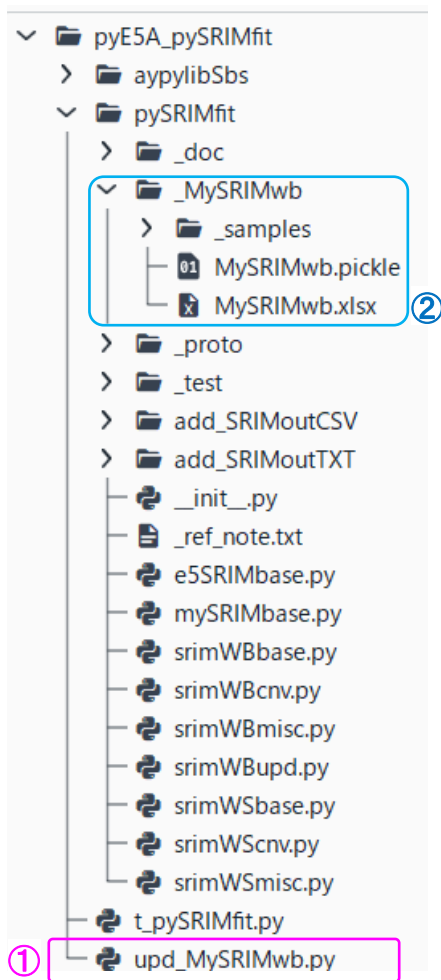 pyE5A_pySRIMfit
aypylibSbs
pySRIMfit
_doc
_MySRIMwb
_samples
MySRIMwb.pickle
MySRIMwb.xlsx
②
_proto
_test
add_SRIMoutCSV
add_SRIMoutTXT
__init__.py
_ref_note.txt
e5SRIMbase.py
mySRIMbase.py
srimWBbase.py
srimWBcnv.py
srimWBmisc.py
srimWBupd.py
srimWSbase.py
srimWScnv.py
srimWSmisc.py
t_pySRIMfit.py
① upd_MySRIMwb.py